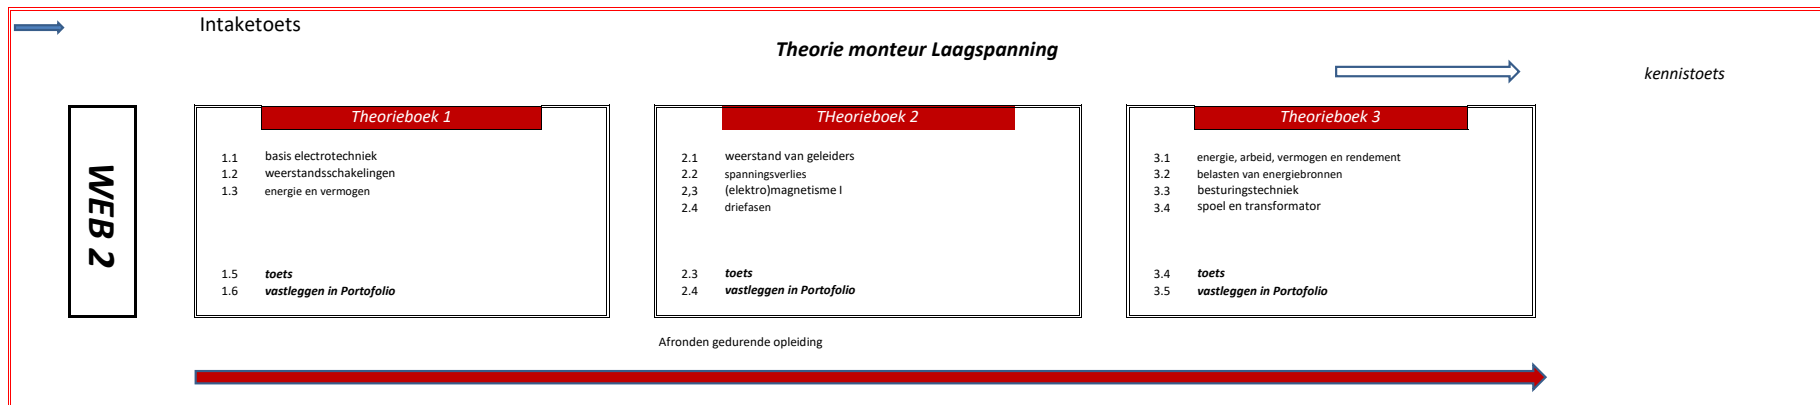 Intaketoets
Theorie monteur Laagspanning
kennistoets
WEB 2
Theorieboek 1
1.1 basis electrotechniek
1.2 weerstandsschakelingen
1.3 energie en vermogen
1.5 toets
1.6 vastleggen in Portofolio
THeorieboek 2
2.1 weerstand van geleiders
2.2 spanningsverlies
2,3 (elektro)magnetisme I
2.4 driefasen
2.3 toets
2.4 vastleggen in Portofolio
Theorieboek 3
3.1 energie, arbeid, vermogen en rendement
3.2 belasten van energiebronnen
3.3 besturingstechniek
3.4 spoel en transformator
3.4 toets
3.5 vastleggen in Portofolio
Afronden gedurende opleiding